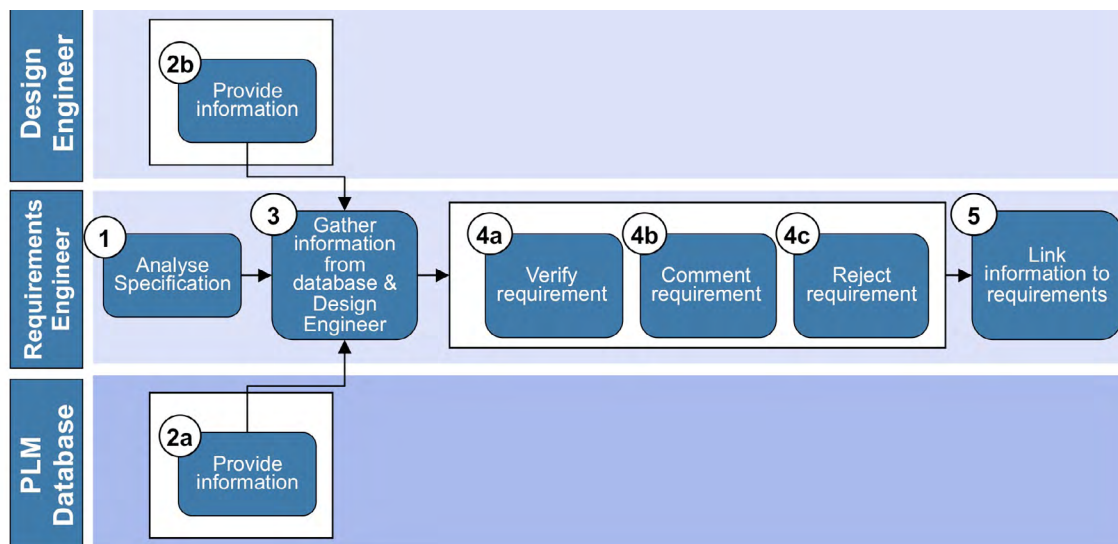 Design
Engineer
2b
Provide
information
Requirements
Engineer
1
Analyse
Specification
3
Gather
information
from
database &
Design
Engineer
4a
Verify
requirement
4b
Comment
requirement
4c
Reject
requirement
5
Link
information to
requirements
PLM
Database
2a
Provide
information